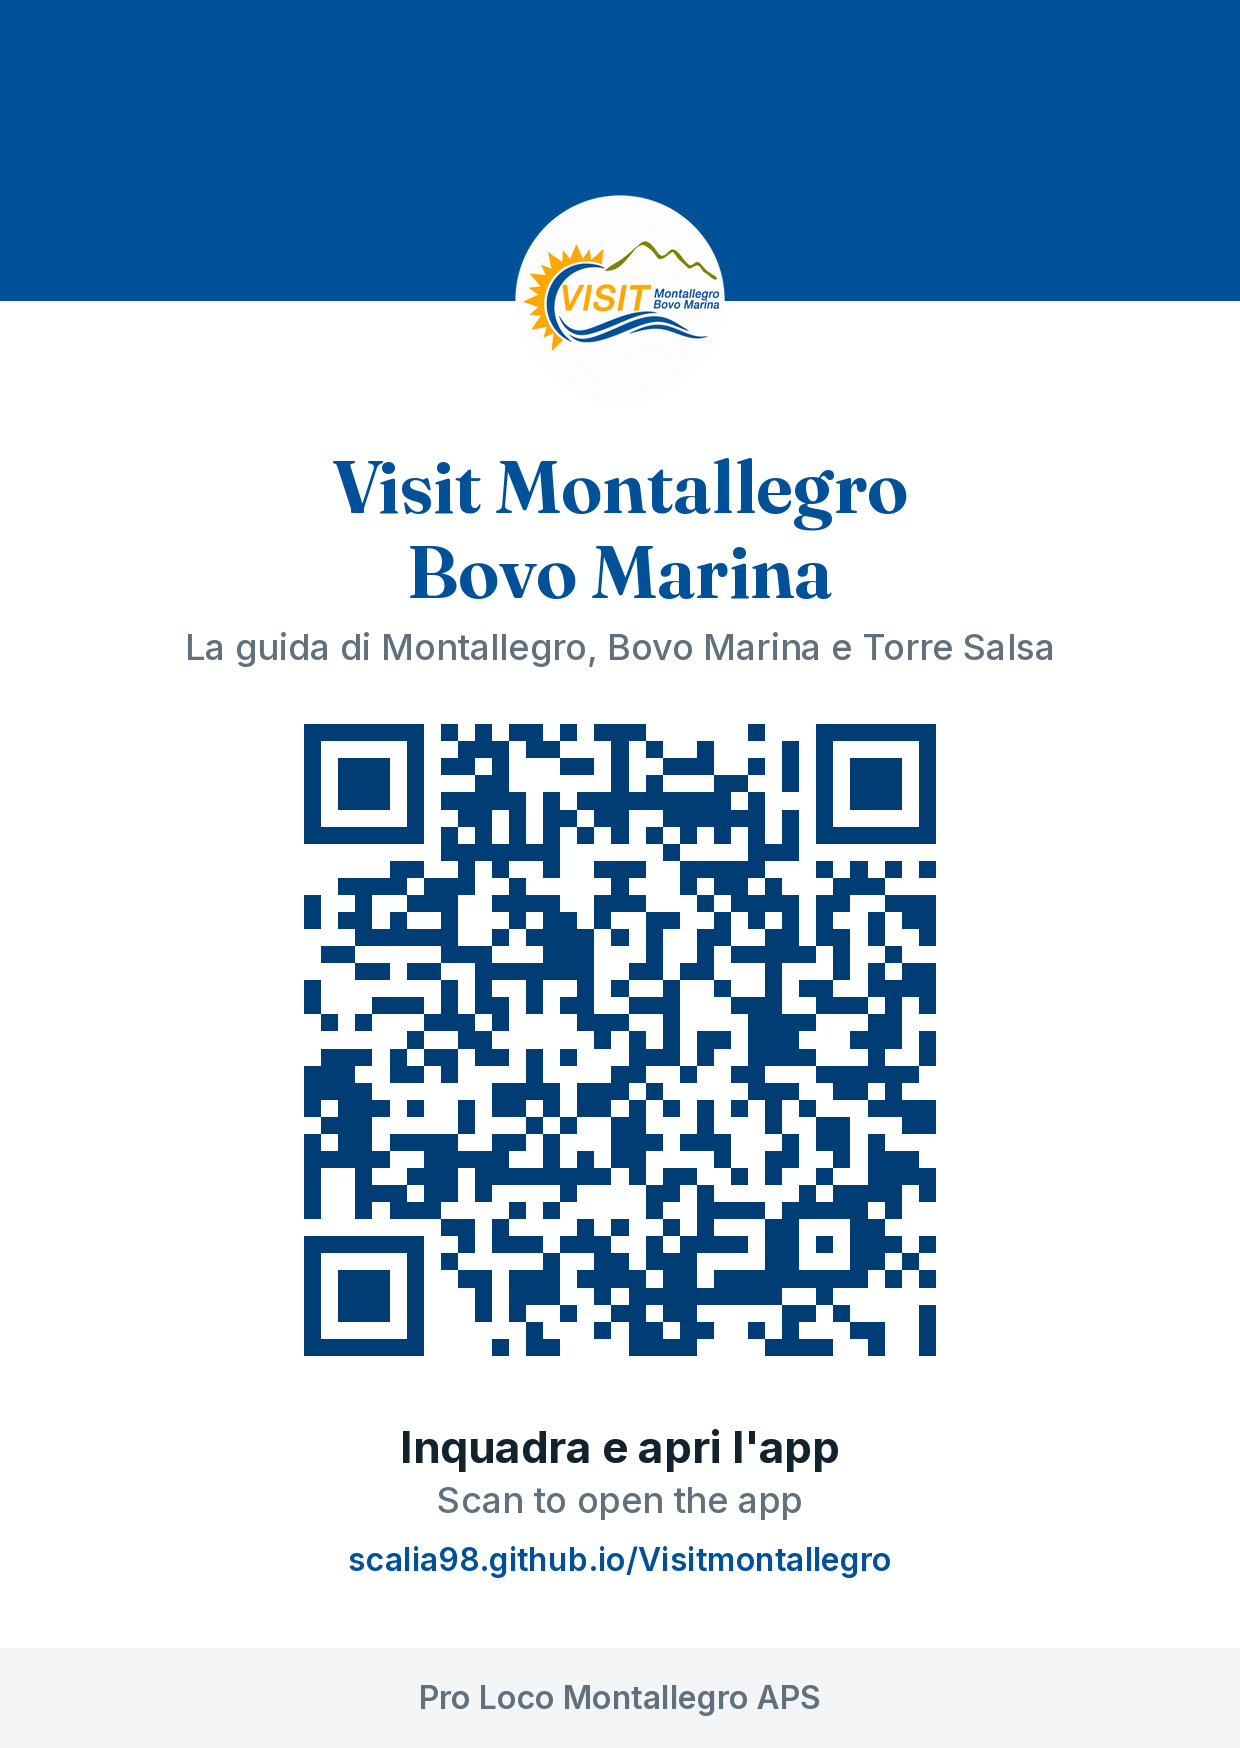 VISIT Montallegro
Bovo Marina
Visit Montallegro
Bovo Marina
La guida di Montallegro, Bovo Marina e Torre Salsa
Inquadra e apri l'app
Scan to open the app
scalia98.github.io/Visitmontallegro
Pro Loco Montallegro APS